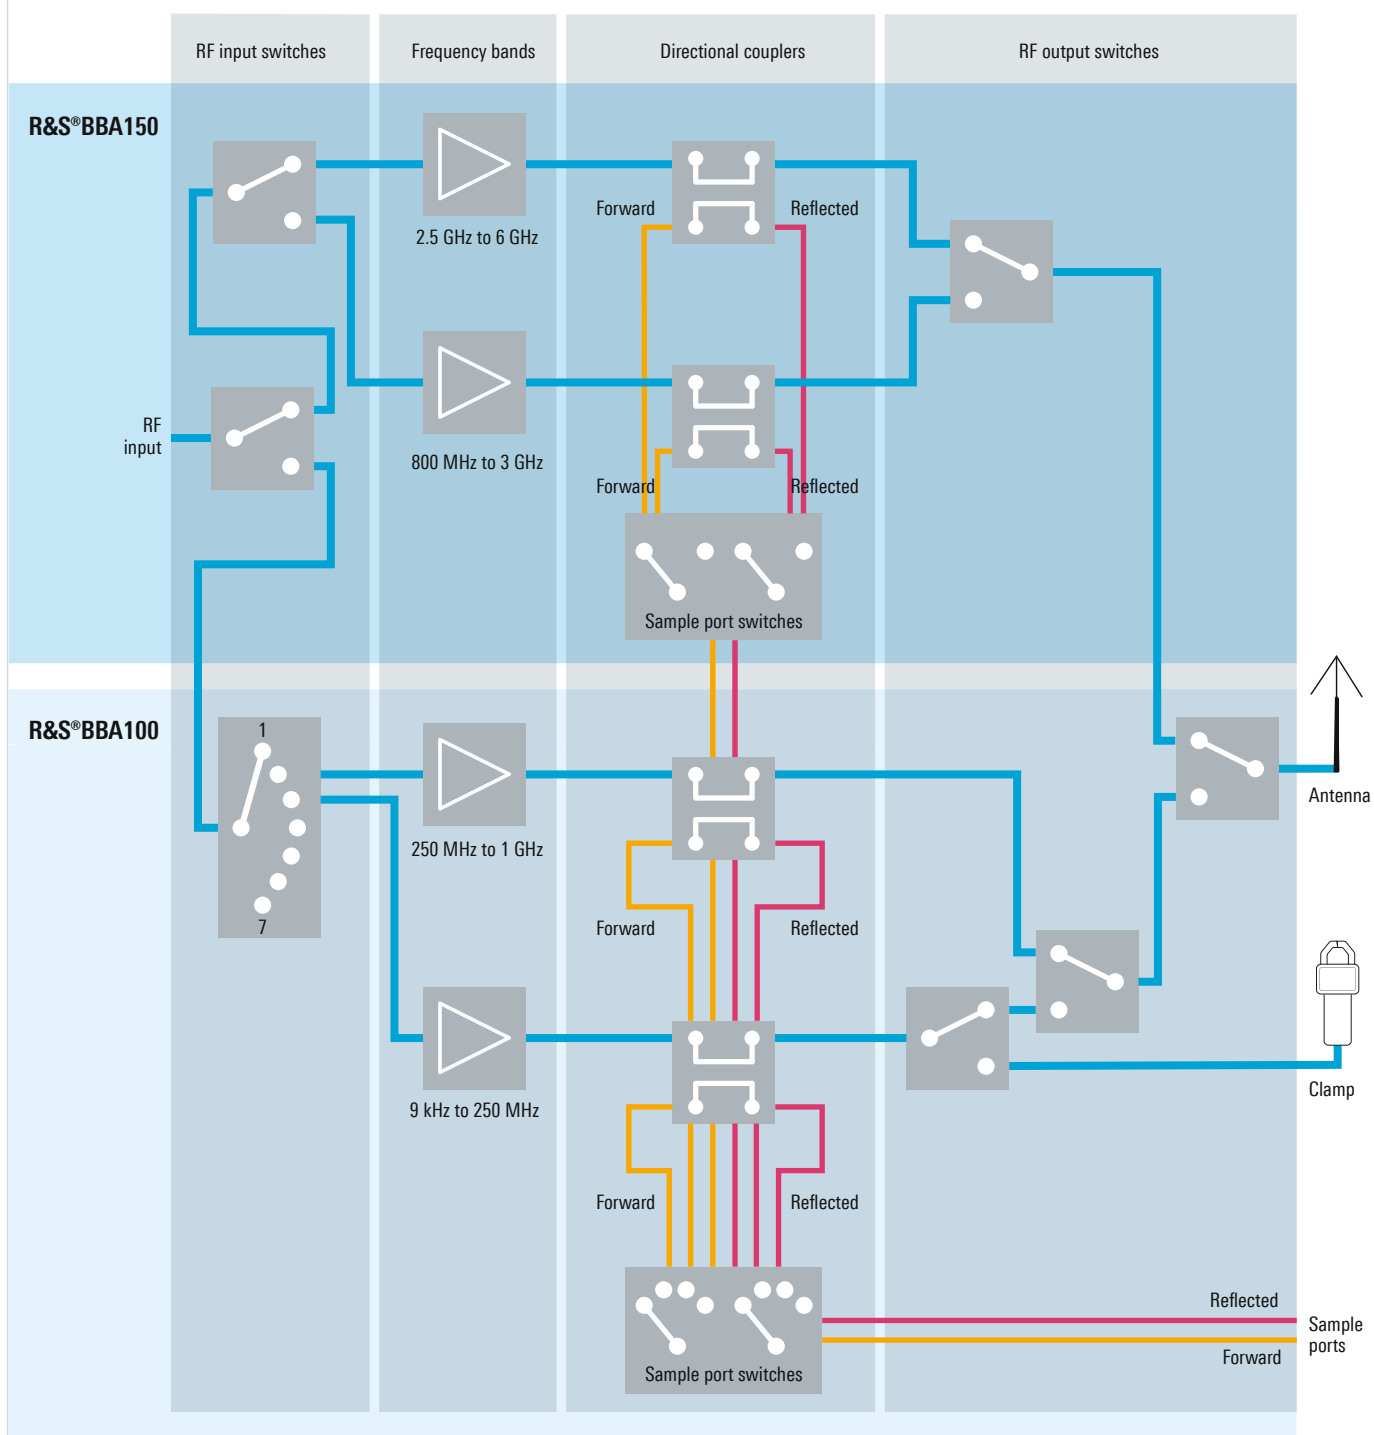 RF input switches
Frequency bands
Directional couplers
RF output switches
R&S®BBA150
Forward
Reflected
2.5 GHz to 6 GHz
RF
input
800 MHz to 3 GHz
Forward
Reflected
Sample port switches
R&S®BBA100
1
7
250 MHz to 1 GHz
Antenna
Forward
Reflected
9 kHz to 250 MHz
Clamp
Forward
Reflected
Reflected
Sample
ports
Forward
Sample port switches